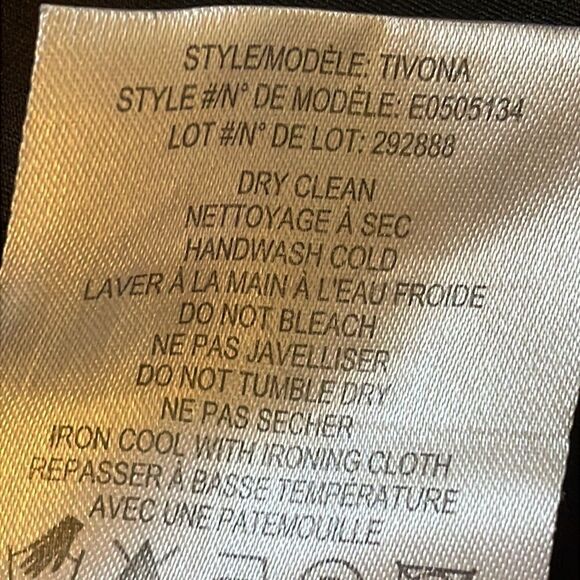 STYLE/MODÈLE: TIVONA
STYLE #/N° DE MODÈLE: E0505134
LOT #/N° DE LOT: 292888
DRY CLEAN
NETTOYAGE À SEC
HANDWASH COLD
LAVER À LA MAIN À L'EAU FROIDE
DO NOT BLEACH
NE PAS JAVELLISER
DO NOT TUMBLE DRY
NE PAS SECHER
IRON COOL WITH IRONING CLOTH
REPASSER À BASSE TEMPERATURE
AVEC UNE PATEMOUILLE